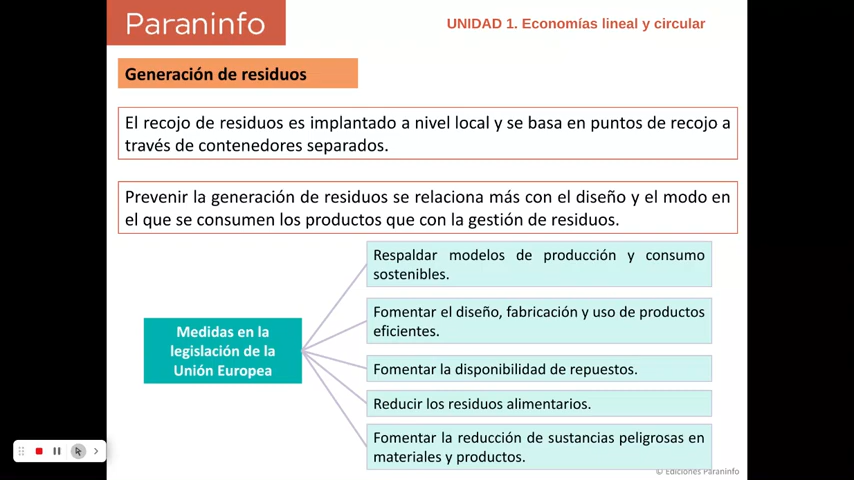 Paraninfo
UNIDAD 1. Economías lineal y circular
Generación de residuos
El recojo de residuos es implantado a nivel local y se basa en puntos de recojo a
través de contenedores separados.
Prevenir la generación de residuos se relaciona más con el diseño y el modo en
el que se consumen los productos que con la gestión de residuos.
Medidas en la
legislación de la
Unión Europea
Respaldar modelos de producción y consumo
sostenibles.
Fomentar el diseño, fabricación y uso de productos
eficientes.
Fomentar la disponibilidad de repuestos.
Reducir los residuos alimentarios.
Fomentar la reducción de sustancias peligrosas en
materiales y productos.
© Ediciones Paraninfo